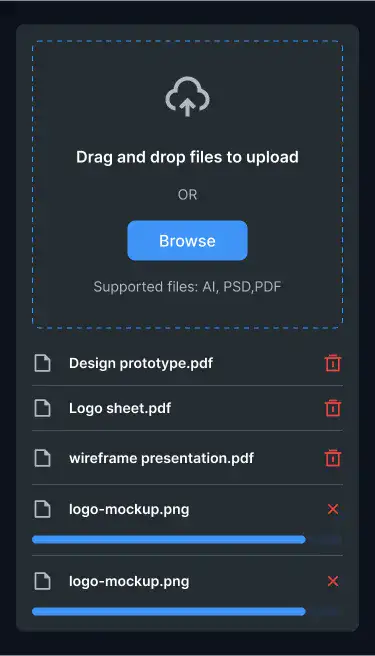 Drag and drop files to upload
OR
Browse
Supported files: AI, PSD,PDF
Design prototype.pdf
Logo sheet.pdf
wireframe presentation.pdf
logo-mockup.png
logo-mockup.png